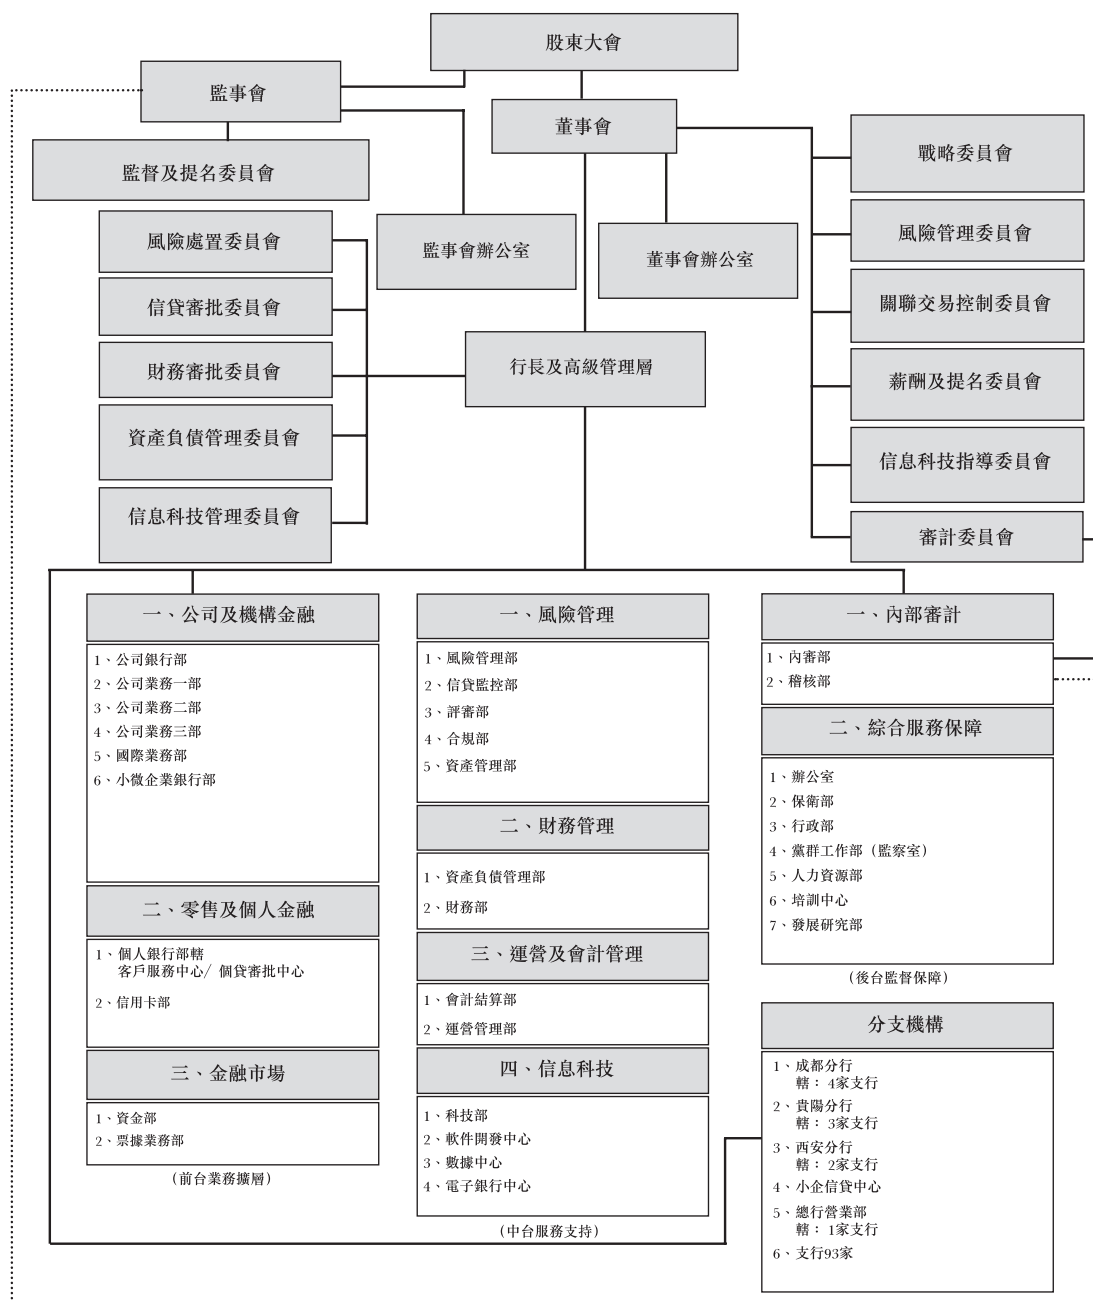 股東大會
監事會
董事會
監督及提名委員會
監事會辦公室
董事會辦公室
戰略委員會
風險管理委員會
關聯交易控制委員會
薪酬及提名委員會
信息科技指導委員會
審計委員會
風險處置委員會
信貸審批委員會
財務審批委員會
資產負債管理委員會
信息科技管理委員會
行長及高級管理層
一、公司及機構金融
1、公司銀行部
2、公司業務一部
3、公司業務二部
4、公司業務三部
5、國際業務部
6、小微企業銀行部
二、零售及個人金融
1、個人銀行部轄
客戶服務中心/ 個貸審批中心
2、信用卡部
三、金融市場
1、資金部
2、票據業務部
(前台業務擴層)
一、風險管理
1、風險管理部
2、信貸監控部
3、評審部
4、合規部
5、資產管理部
二、財務管理
1、資產負債管理部
2、財務部
三、運營及會計管理
1、會計結算部
2、運營管理部
四、信息科技
1、科技部
2、軟件開發中心
3、數據中心
4、電子銀行中心
(中台服務支持)
一、內部審計
1、內審部
2、稽核部
二、綜合服務保障
1、辦公室
2、保衛部
3、行政部
4、黨群工作部（監察室）
5、人力資源部
6、培訓中心
7、發展研究部
(後台監督保障)
分支機構
1、成都分行
轄： 4家支行
2、貴陽分行
轄： 3家支行
3、西安分行
轄： 2家支行
4、小企信貸中心
5、總行營業部
轄： 1家支行
6、支行93家